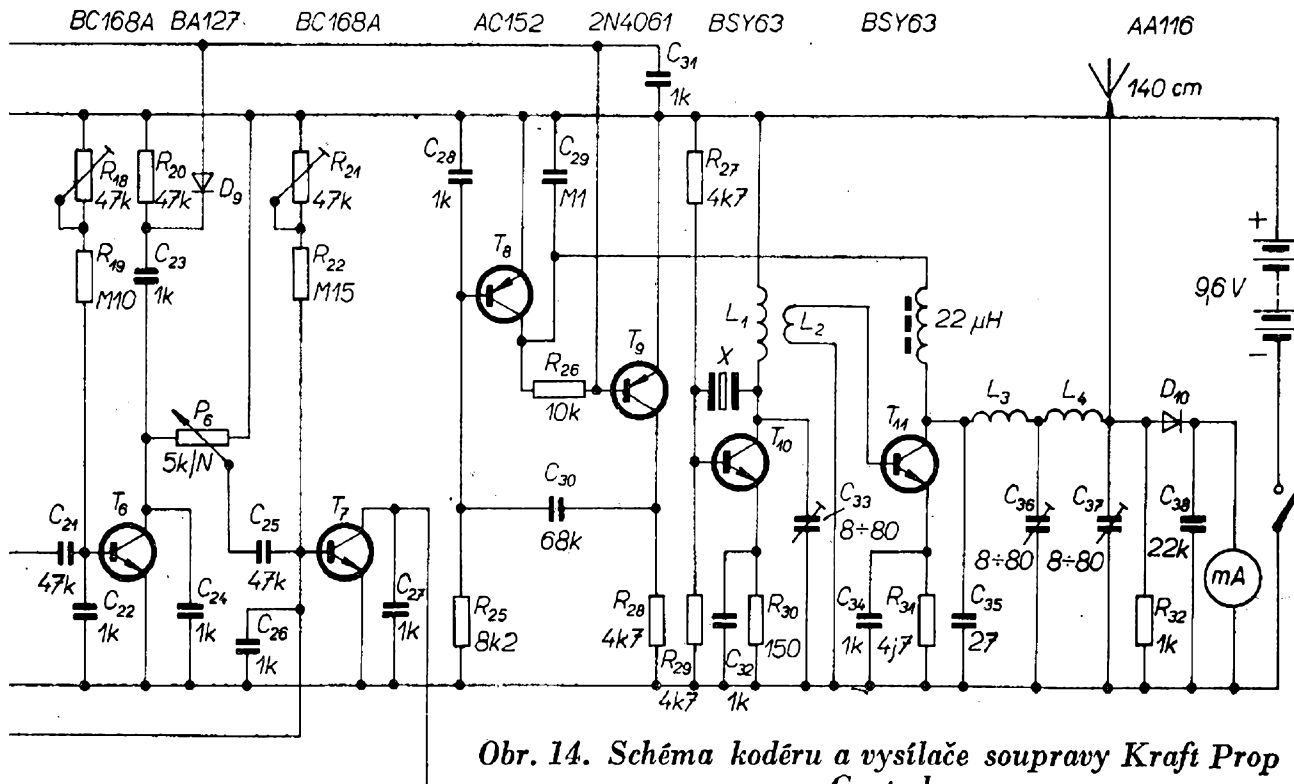 BC168A BA127 BC168A AC152 2N4061 BSY63 BSY63 AA116
C31
1k
140 cm
R18
47k
R20
47k
D9
R21
47k
C28
1k
C29
M1
R27
4k7
R19
M10
C23
1k
R22
M15
T8
+
9,6 V
−
L1
L2
22 µH
R26
10k
T9
X
L3
L4
D10
P6
5k/N
T10
T11
C30
68k
C33
8÷80
C36
8÷80
C37
8÷80
C38
22k
C21
47k
T6
C25
47k
T7
mA
C22
1k
C24
1k
C26
1k
C27
1k
R25
8k2
R28
4k7
R29
4k7
C32
1k
R30
150
C34
1k
R31
4j7
C35
27
R32
1k
Obr. 14. Schéma kodéru a vysílače soupravy Kraft Prop